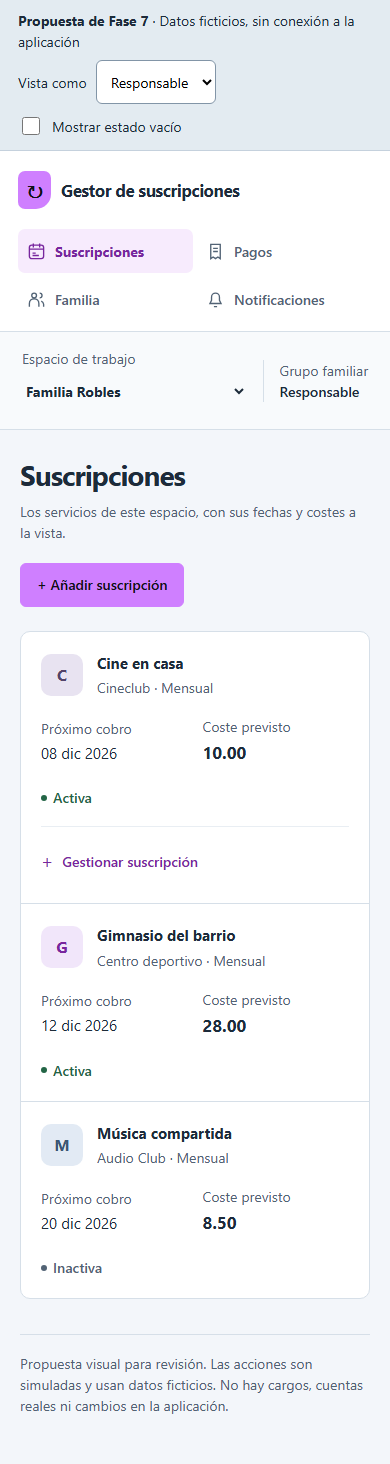 Propuesta de Fase 7 · Datos ficticios, sin conexión a la
aplicación
Vista como Responsable
Mostrar estado vacío
Gestor de suscripciones
Suscripciones Pagos
Familia Notificaciones
Espacio de trabajo
Familia Robles
Grupo familiar
Responsable
Suscripciones
Los servicios de este espacio, con sus fechas y costes a
la vista.
+ Añadir suscripción
C
Cine en casa
Cineclub · Mensual
Próximo cobro Coste previsto
08 dic 2026 10.00
Activa
+ Gestionar suscripción
G
Gimnasio del barrio
Centro deportivo · Mensual
Próximo cobro Coste previsto
12 dic 2026 28.00
Activa
M
Música compartida
Audio Club · Mensual
Próximo cobro Coste previsto
20 dic 2026 8.50
Inactiva
Propuesta visual para revisión. Las acciones son
simuladas y usan datos ficticios. No hay cargos, cuentas
reales ni cambios en la aplicación.